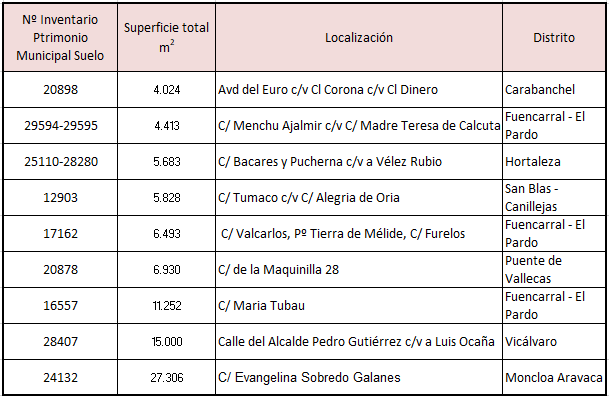 Nº Inventario Ptrimonio Municipal Suelo	Superficie total m2	Localización	Distrito
20898	4.024	Avd del Euro c/v Cl Corona c/v Cl Dinero	Carabanchel
29594-29595	4.413	C/ Menchu Ajalmir c/v C/ Madre Teresa de Calcuta	Fuencarral - El Pardo
25110-28280	5.683	C/ Bacares y Pucherna c/v a Vélez Rubio	Hortaleza
12903	5.828	C/ Tumaco c/v C/ Alegria de Oria	San Blas - Canillejas
17162	6.493	C/ Valcarlos, Pº Tierra de Mélide, C/ Furelos	Fuencarral - El Pardo
20878	6.930	C/ de la Maquinilla 28	Puente de Vallecas
16557	11.252	C/ Maria Tubau	Fuencarral - El Pardo
28407	15.000	Calle del Alcalde Pedro Gutiérrez c/v a Luis Ocaña	Vicálvaro
24132	27.306	C/ Evangelina Sobredo Galanes	Moncloa Aravaca